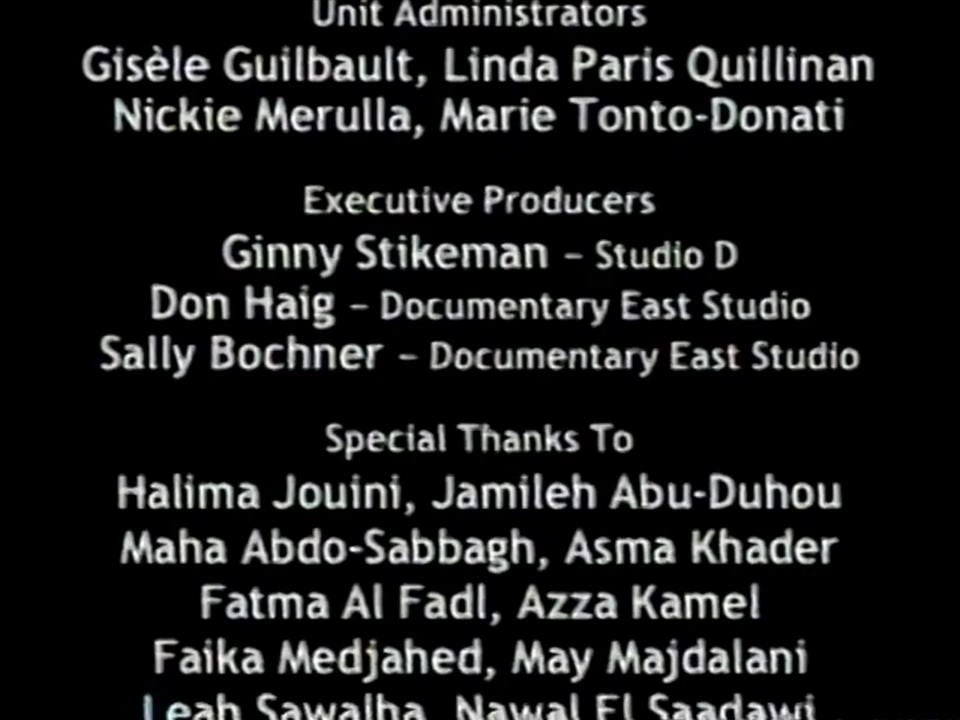 Unit Administrators
Gisèle Guilbault, Linda Paris Quillinan
Nickie Merulla, Marie Tonto-Donati
Executive Producers
Ginny Stikeman – Studio D
Don Haig – Documentary East Studio
Sally Bochner – Documentary East Studio
Special Thanks To
Halima Jouini, Jamileh Abu-Duhou
Maha Abdo-Sabbagh, Asma Khader
Fatma Al Fadl, Azza Kamel
Faika Medjahed, May Majdalani
Leah Sawalha, Nawal El Saadawi